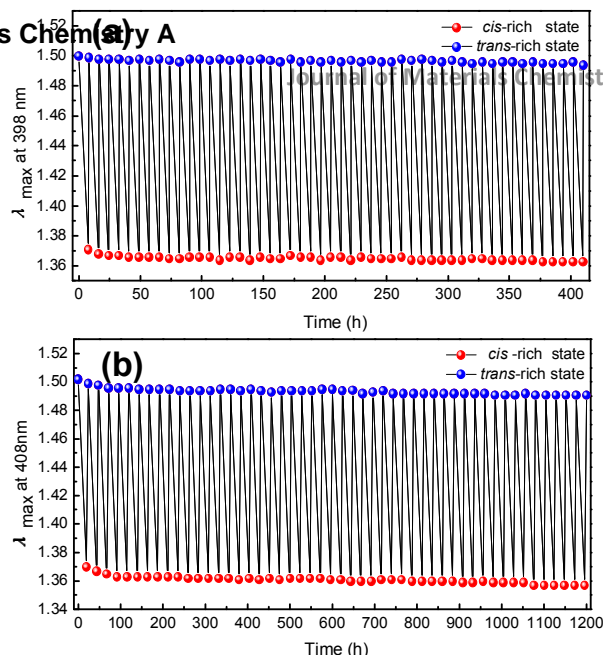 s Chemistry A
(a)
cis-rich state
trans-rich state
Journal of Materials Chemist
1.52
1.50
1.48
1.46
1.44
1.42
1.40
1.38
1.36
λ max at 398 nm
0 50 100 150 200 250 300 350 400
Time (h)
(b)
cis -rich state
trans-rich state
1.52
1.50
1.48
1.46
1.44
1.42
1.40
1.38
1.36
1.34
λ max at 408nm
0 100 200 300 400 500 600 700 800 900 1000 1100 1200
Time (h)